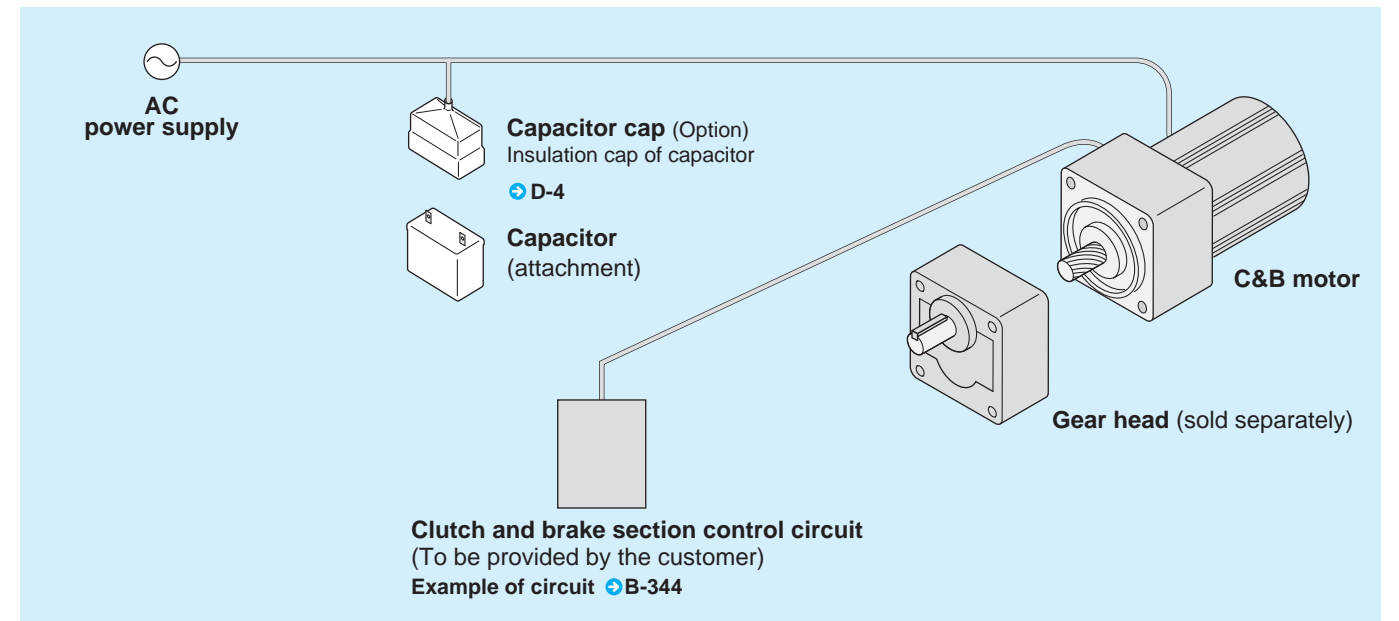 AC
power supply
Capacitor cap (Option)
Insulation cap of capacitor
D-4
Capacitor
(attachment)
C&B motor
Gear head (sold separately)
Clutch and brake section control circuit
(To be provided by the customer)
Example of circuit B-344